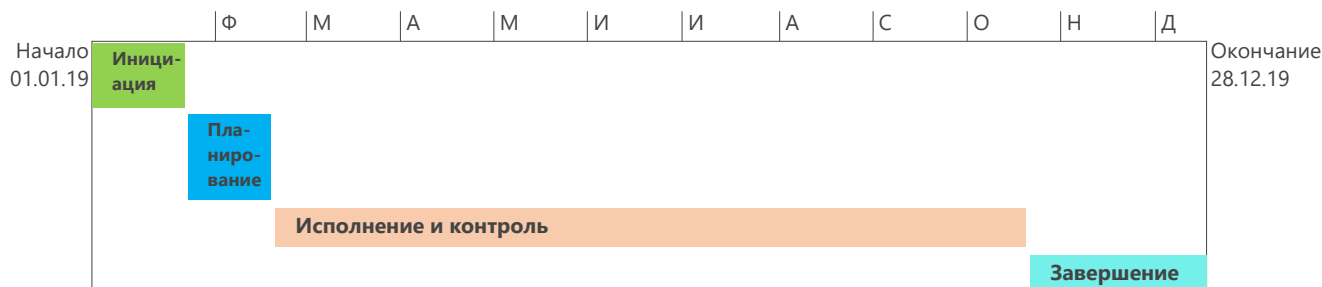 Ф М А М И И А С О Н Д
Начало
01.01.19
Окончание
28.12.19
Иници-
ация
Пла-
ниро-
вание
Исполнение и контроль
Завершение